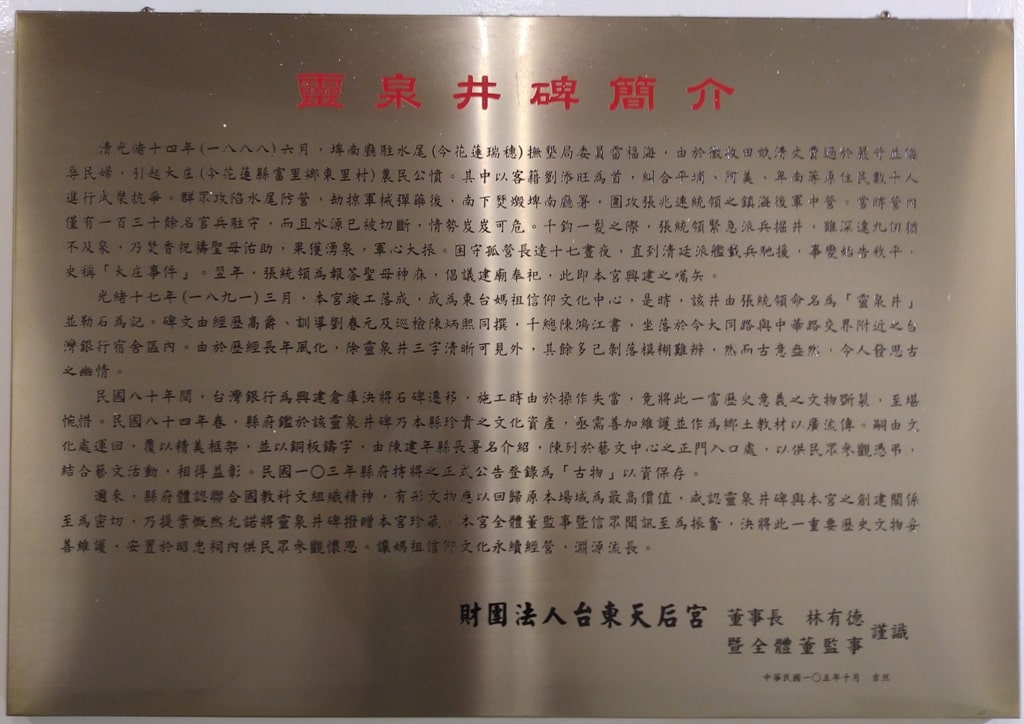 靈泉井碑簡介
清光緒十四年(一八八八)六月，埤南廳駐水尾(今花蓮瑞穗)撫墾局委員雷福海，由於徵收田畝清丈費過於嚴苛並侮
辱民婦，引起大庄(今花蓮縣富里鄉東里村)裏民公憤。其中以客籍劉添旺為首，糾合平埔、阿美、卑南等原住民數千人
進行武裝抗爭。群眾攻陷水尾防營，劫掠軍械彈藥後，南下焚燬埤南廳署，圍攻張兆連統領之鎮海後軍中營。當時營內
僅有一百三十餘名官兵駐守，而且水源已被切斷，情勢岌岌可危。千鈞一髮之際，張統領緊急派兵掘井，雖深達九仞猶
不及泉，乃焚香祝禱聖母佑助，果獲湧泉，軍心大振。困守孤營長達十七晝夜，直到清廷派艦載兵馳援，事變始告救平，
史稱「大庄事件」。翌年，張統領為報答聖母神庥，倡議建廟奉祀，此即本宮興建之嚆矢。
光緒十七年(一八九一)三月，本宮竣工落成，成為東台媽祖信仰文化中心，是時，該井由張統領命名為「靈泉井」
並勒石為記。碑文由經歷高爵、訓導劉春元及巡檢陳炳熙同撰，千總陳鴻江書，坐落於今大同路與中華路交界附近之台
灣銀行宿舍區內。由於歷經長年風化，除靈泉井三字清晰可見外，其餘多已剝落模糊難辨，然而古意盎然，令人發思古
之幽情。
民國八十年間，台灣銀行為興建倉庫決將石碑遷移，施工時由於操作失當，竟將此一富歷史意義之文物斷裂，至堪
惋惜。民國八十四年春，縣府鑑於該靈泉井碑乃本縣珍貴之文化資產，亟需善加維護並作為鄉土教材以廣流傳。嗣由文
化處運回，覆以精美框架，並以銅板鑄字，由陳建年縣長署名介紹，陳列於藝文中心之正門入口處，以供民眾參觀憑弔，
結合藝文活動，相得益彰。民國一〇三年縣府持將之正式公告登錄為「古物」以資保存。
邇來，縣府體認聯合國教科文組織精神，有形文物應以回歸原本場域為最高價值，咸認靈泉井碑與本宮之創建關係
至為密切，乃提案慨然允諾將靈泉井碑撥贈本宮珍藏。本宮全體董監事暨信眾聞訊至為振奮，決將此一重要歷史文物妥
善維護，安置於昭忠祠內供民眾參觀懷思。讓媽祖信仰文化永續經營，淵源流長。
財團法人台東天后宮 董事長 林有德
暨全體董監事 謹識
中華民國一〇五年十月 吉旦